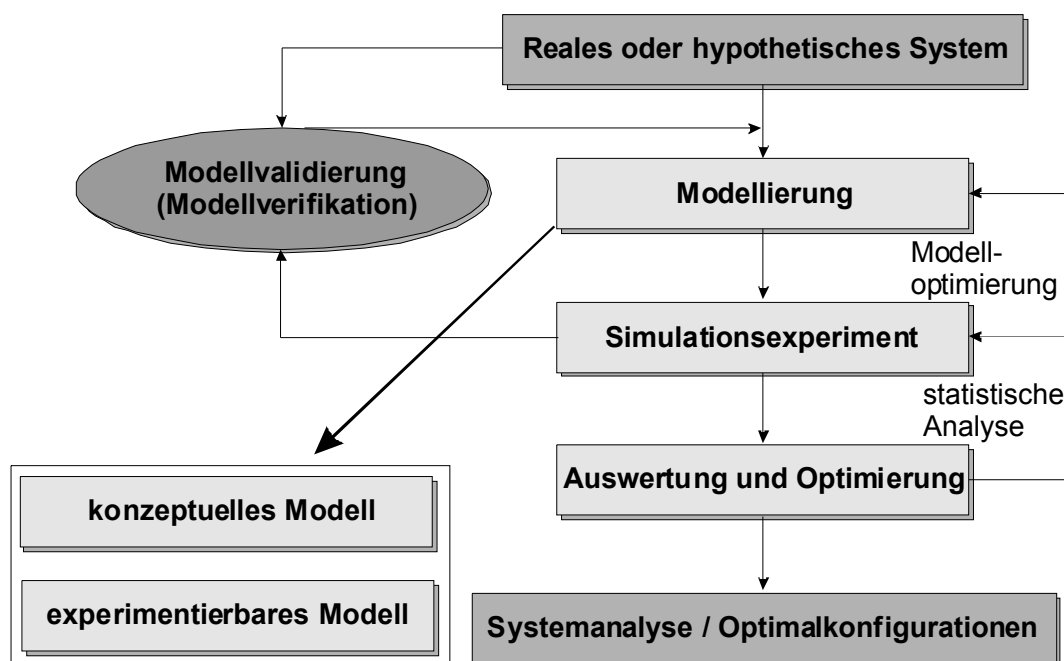 Reales oder hypothetisches System
Modellvalidierung
(Modellverifikation)
Modellierung
Modell-
optimierung
Simulationsexperiment
statistische
Analyse
Auswertung und Optimierung
konzeptuelles Modell
experimentierbares Modell
Systemanalyse / Optimalkonfigurationen